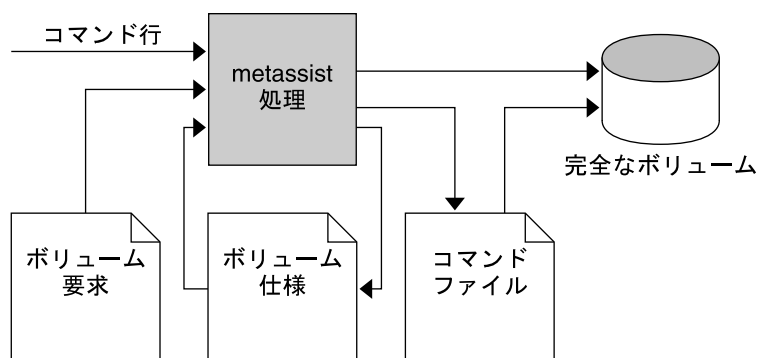 コマンド行
metassist
処理
完全なボリューム
ボリューム
要求
ボリューム
仕様
コマンド
ファイル